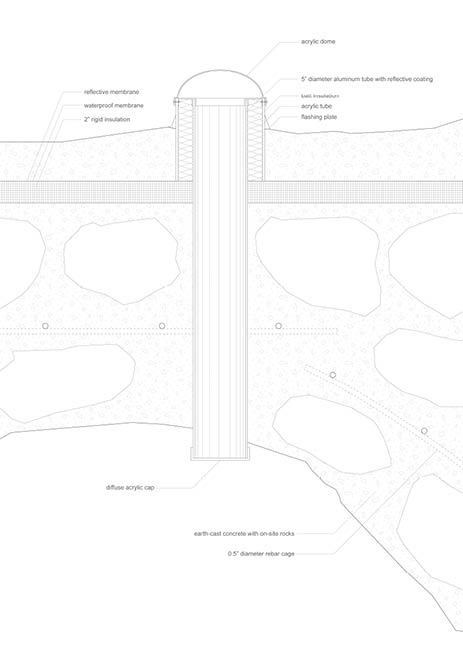 acrylic dome
5" diameter aluminum tube with reflective coating
batt insulation
acrylic tube
flashing plate
reflective membrane
waterproof membrane
2" rigid insulation
diffuse acrylic cap
earth cast concrete with on-site rocks
0.5" diameter rebar cage